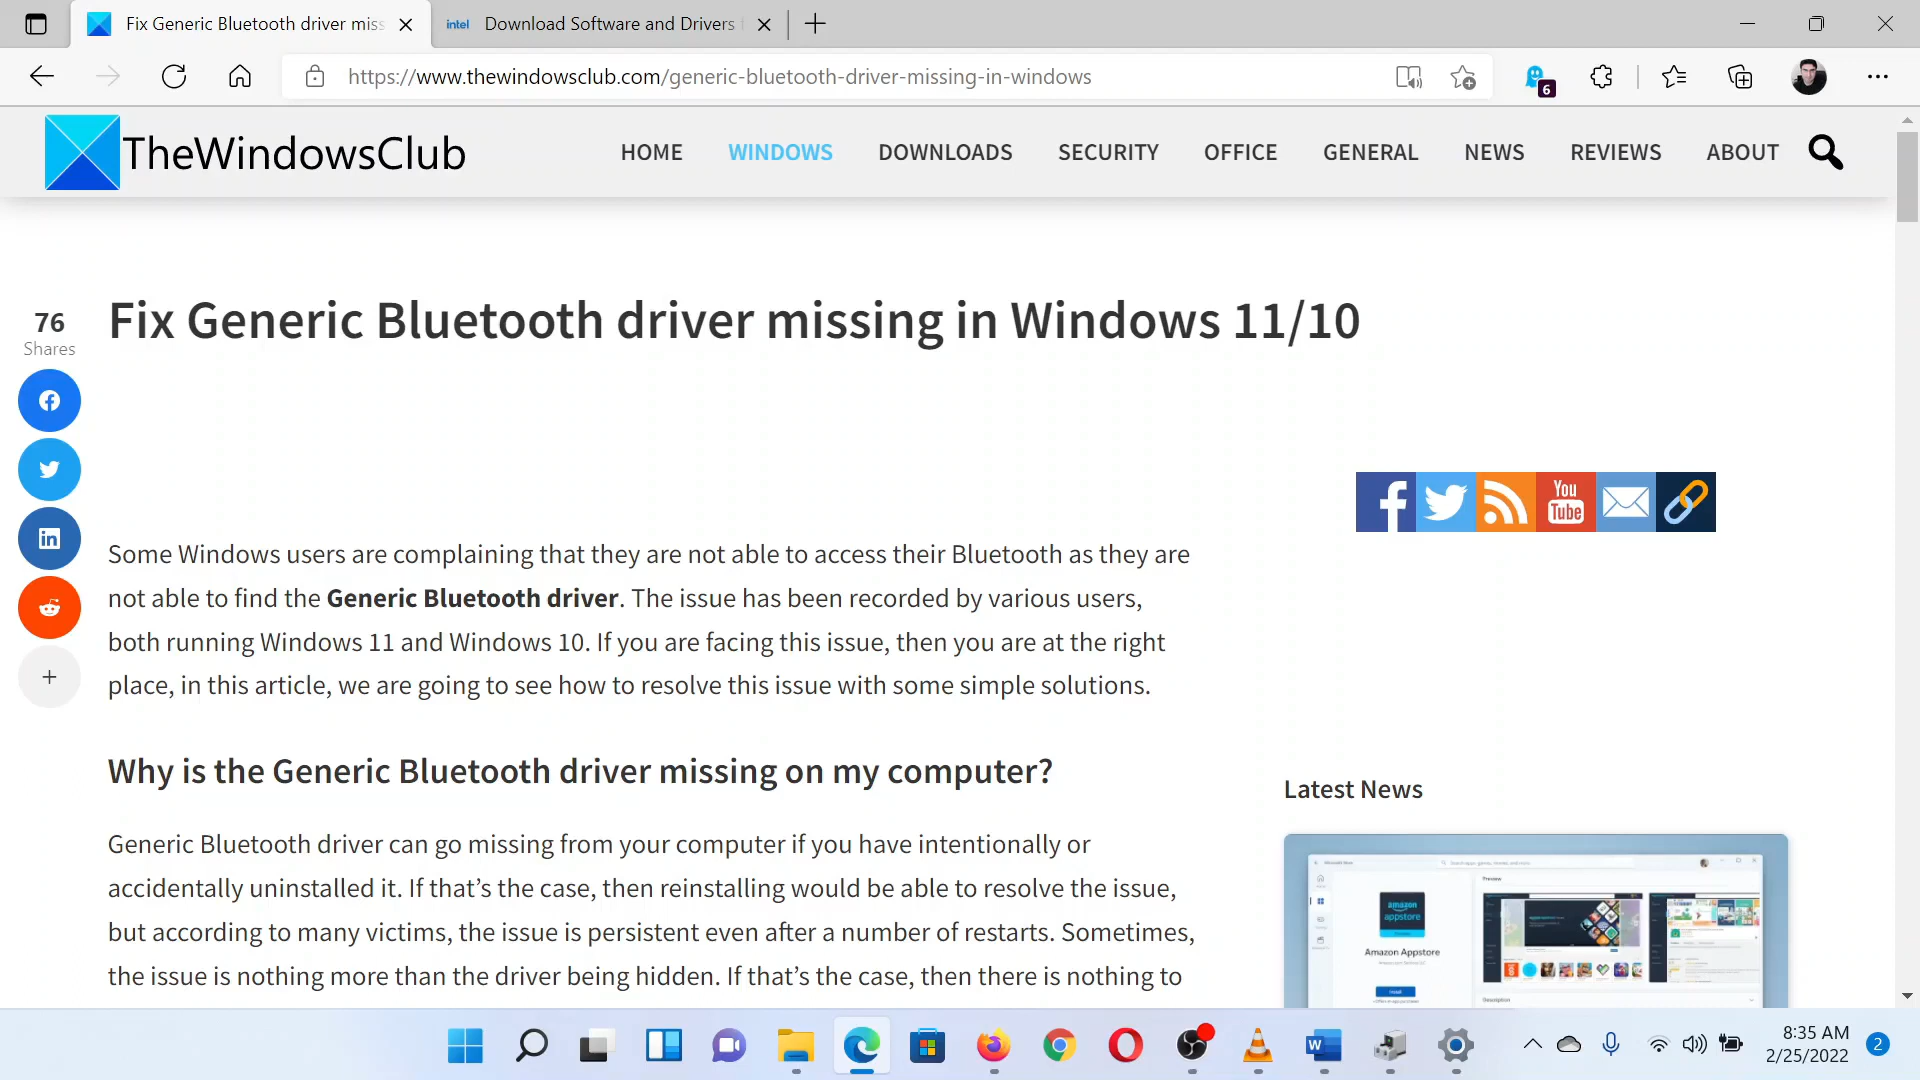 Fix Generic Bluetooth driver miss
intel
Download Software and Drivers
https://www.thewindowsclub.com/generic-bluetooth-driver-missing-in-windows
6
TheWindowsClub
HOME
WINDOWS
DOWNLOADS
SECURITY
OFFICE
GENERAL
NEWS
REVIEWS
ABOUT
76
Shares
Fix Generic Bluetooth driver missing in Windows 11/10
You
Tube
Some Windows users are complaining that they are not able to access their Bluetooth as they are
not able to find the Generic Bluetooth driver. The issue has been recorded by various users,
both running Windows 11 and Windows 10. If you are facing this issue, then you are at the right
place, in this article, we are going to see how to resolve this issue with some simple solutions.
Why is the Generic Bluetooth driver missing on my computer?
Latest News
Generic Bluetooth driver can go missing from your computer if you have intentionally or
accidentally uninstalled it. If that’s the case, then reinstalling would be able to resolve the issue,
but according to many victims, the issue is persistent even after a number of restarts. Sometimes,
the issue is nothing more than the driver being hidden. If that’s the case, then there is nothing to
Preview
amazon
appstore
Amazon Appstore
Install
Description
8:35 AM
2/25/2022
2